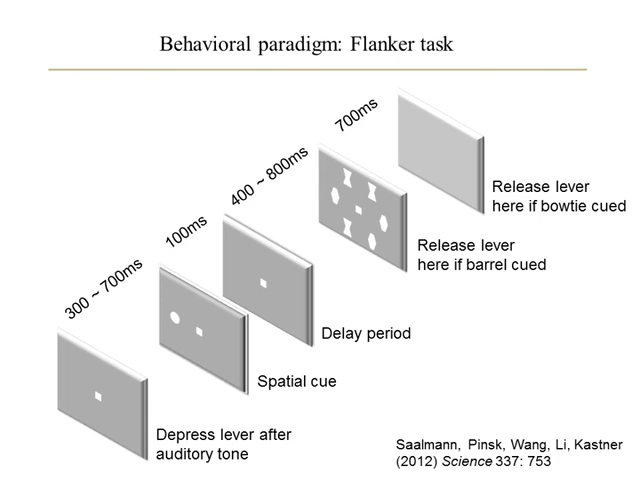 Behavioral paradigm: Flanker task
700ms
400 ~ 800ms
100ms
300 ~ 700ms
Release lever
here if bowtie cued
Release lever
here if barrel cued
Delay period
Spatial cue
Depress lever after
auditory tone
Saalmann, Pinsk, Wang, Li, Kastner
(2012) Science 337: 753